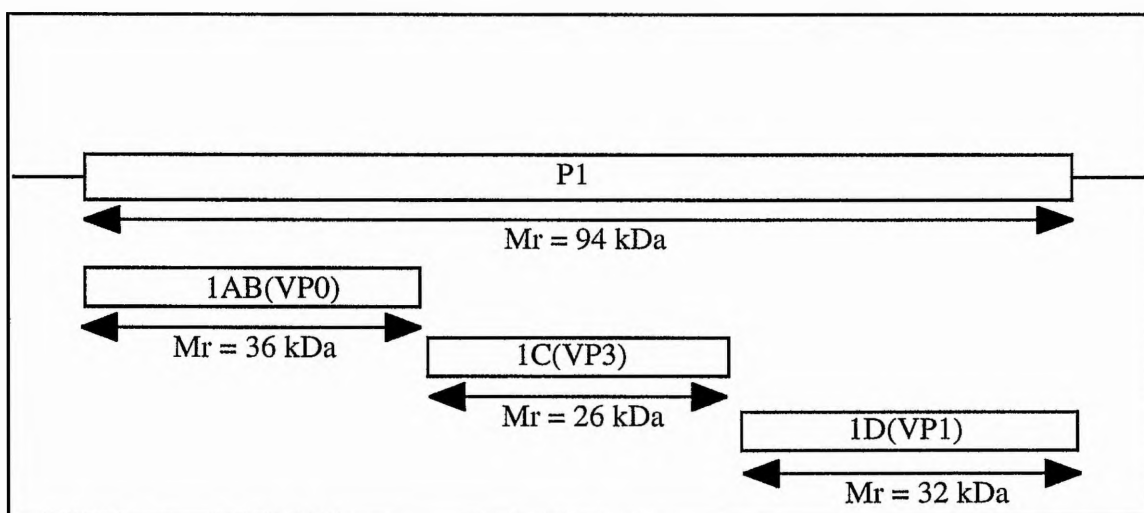 P1
Mr = 94 kDa
1AB(VP0)
Mr = 36 kDa
1C(VP3)
Mr = 26 kDa
1D(VP1)
Mr = 32 kDa